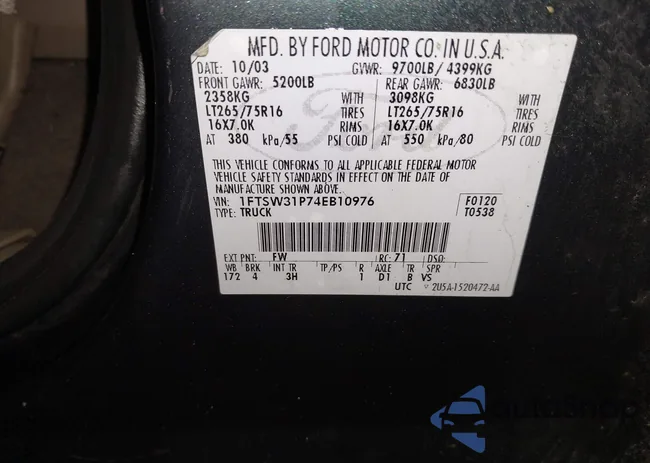 MFD. BY FORD MOTOR CO. IN U.S.A.
DATE: 10/03 GVWR: 9700LB/ 4399KG
FRONT GAWR: 5200LB REAR GAWR: 6830LB
2358KG WITH 3098KG WITH
LT265/75R16 TIRES LT265/75R16 TIRES
16X7.0K RIMS 16X7.0K RIMS
AT 380 kPa/55 PSI COLD AT 550 kPa/80 PSI COLD
THIS VEHICLE CONFORMS TO ALL APPLICABLE FEDERAL MOTOR
VEHICLE SAFETY STANDARDS IN EFFECT ON THE DATE OF
MANUFACTURE SHOWN ABOVE.
VIN: 1FTSW31P74EB10976 F0120
TYPE: TRUCK T0538
EXT PNT: FW RC: 71 DSO:
WB BRK INT TR TP/PS R AXLE TR SPR
172 4 3H 1 D1 B VS
UTC 2U5A-1520472-AA
Ford
autoshop